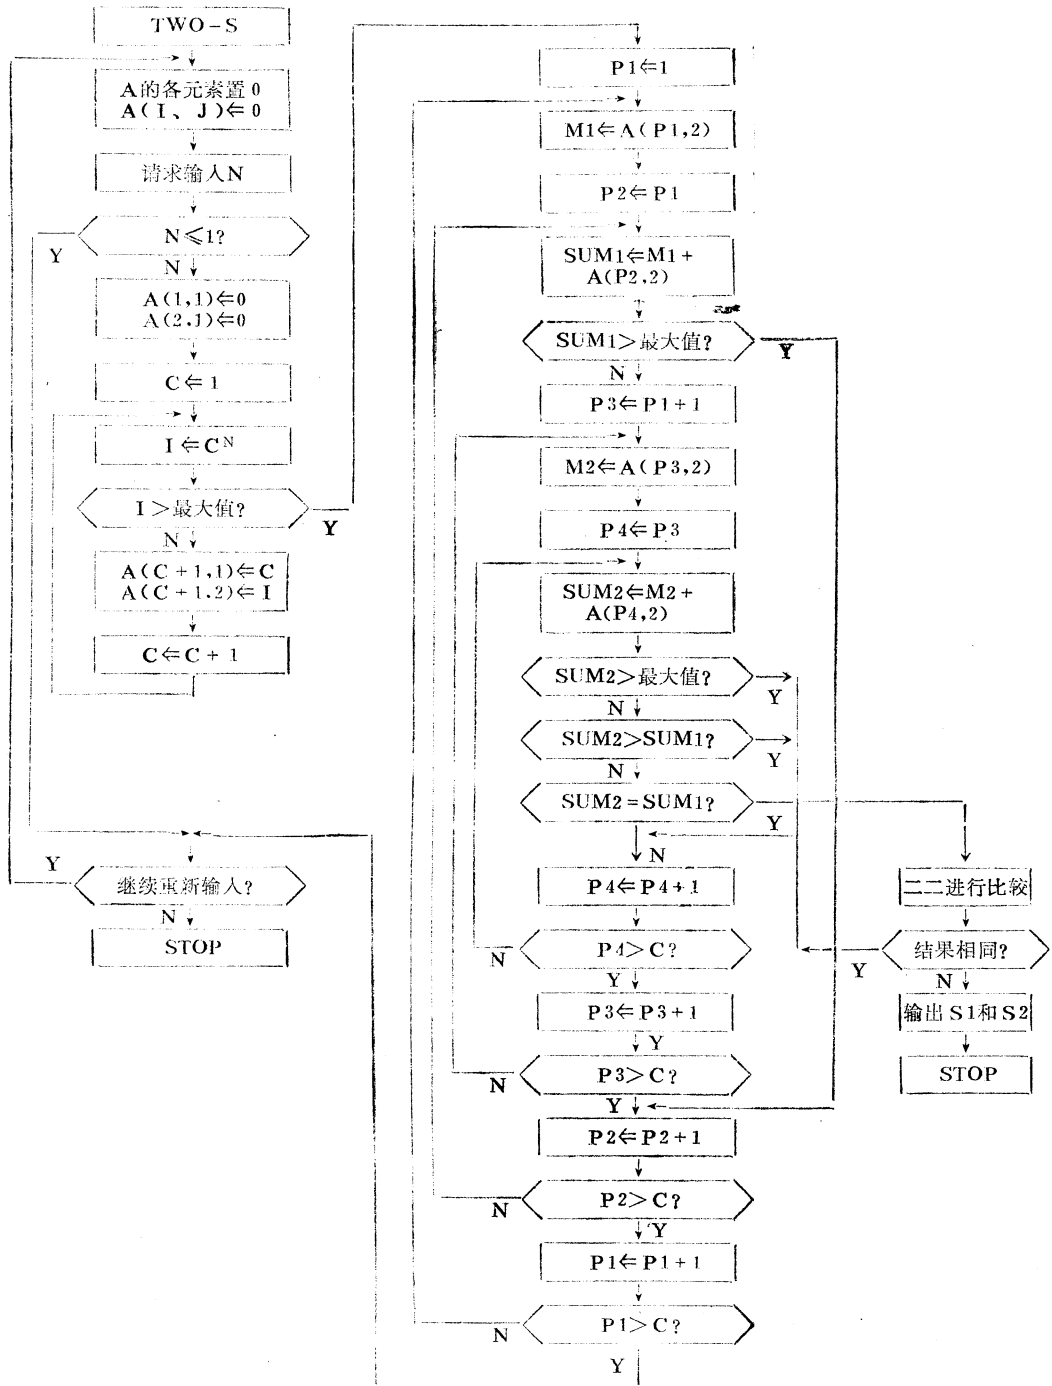 TWO-S
A的各元素置0
A(I、J)⇐0
请求输入N
N≤1?
Y
N
A(1,1)⇐0
A(2,1)⇐0
C⇐1
I⇐C^N
I>最大值?
Y
N
A(C+1,1)⇐C
A(C+1.2)⇐I
C⇐C+1
Y
继续重新输入?
N
STOP
P1⇐1
M1⇐A(P1,2)
P2⇐P1
SUM1⇐M1+
A(P2,2)
SUM1>最大值?
Y
N
P3⇐P1+1
M2⇐A(P3,2)
P4⇐P3
SUM2⇐M2+
A(P4,2)
SUM2>最大值?
Y
N
SUM2>SUM1?
Y
N
SUM2=SUM1?
Y
N
P4⇐P4+1
P4>C?
N
Y
P3⇐P3+1
Y
P3>C?
N
Y
P2⇐P2+1
P2>C?
N
Y
P1⇐P1+1
P1>C?
N
Y
二二进行比较
结果相同?
Y
N
输出S1和S2
STOP